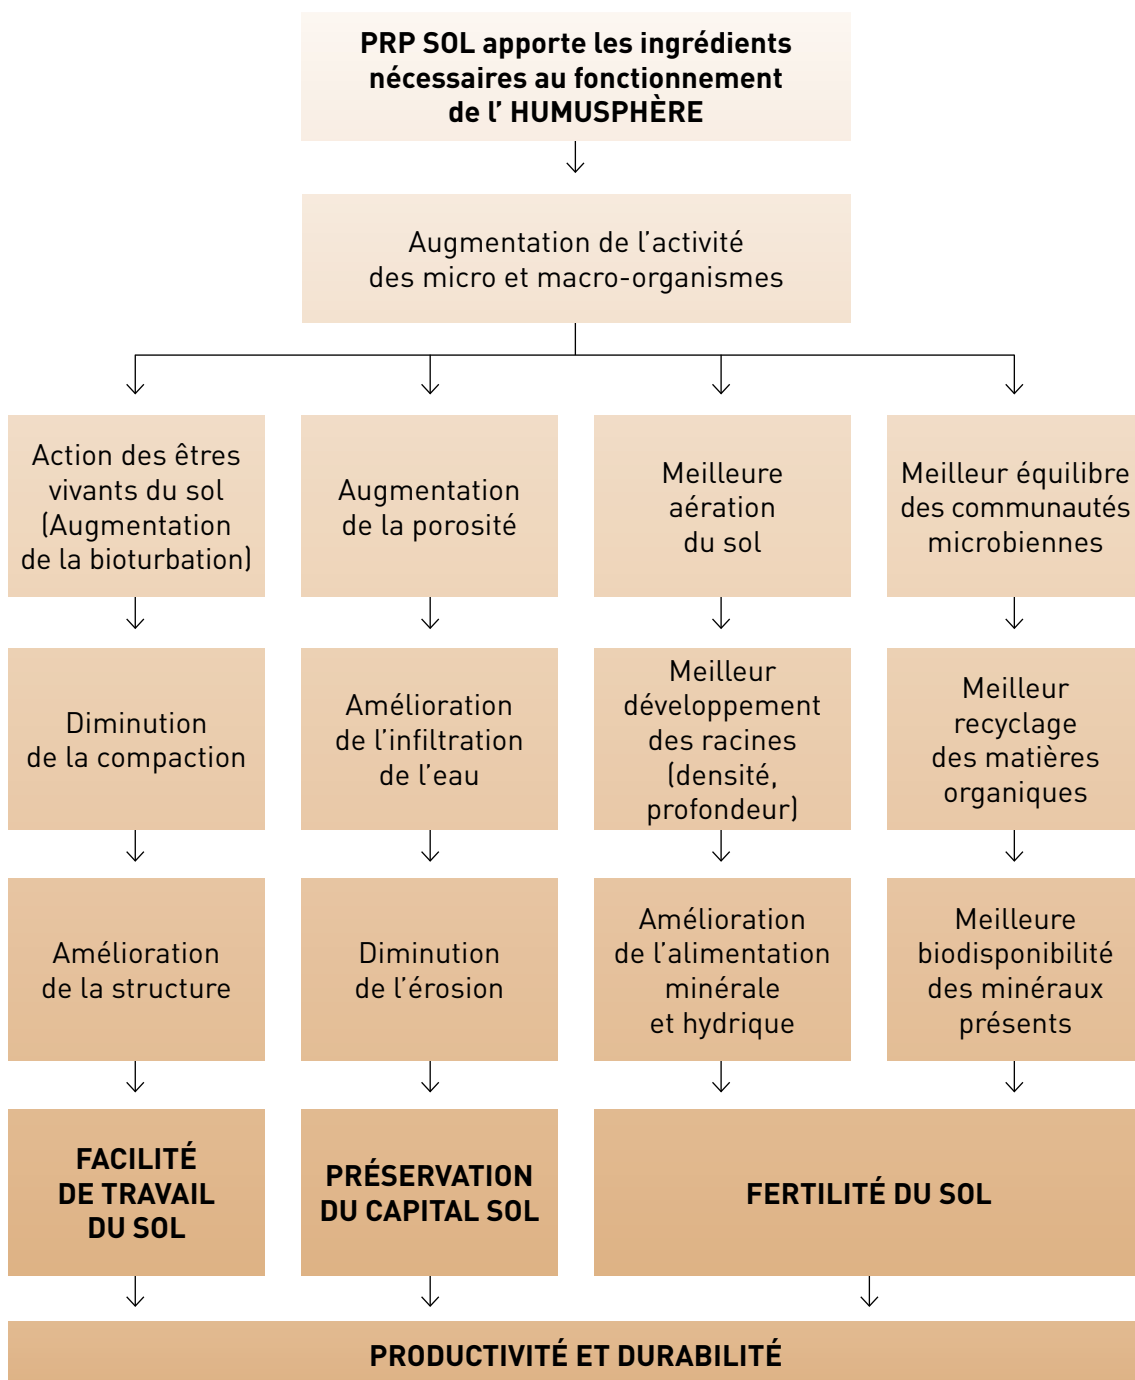 PRP SOL apporte les ingrédients
nécessaires au fonctionnement
de l’ HUMUSPHÈRE
Augmentation de l’activité
des micro et macro-organismes
Action des êtres
vivants du sol
(Augmentation
de la bioturbation)
Augmentation
de la porosité
Meilleure
aération
du sol
Meilleur équilibre
des communautés
microbiennes
Diminution
de la compaction
Amélioration
de l’infiltration
de l’eau
Meilleur
développement
des racines
(densité,
profondeur)
Meilleur
recyclage
des matières
organiques
Amélioration
de la structure
Diminution
de l’érosion
Amélioration
de l’alimentation
minérale
et hydrique
Meilleure
biodisponibilité
des minéraux
présents
FACILITÉ
DE TRAVAIL
DU SOL
PRÉSERVATION
DU CAPITAL SOL
FERTILITÉ DU SOL
PRODUCTIVITÉ ET DURABILITÉ